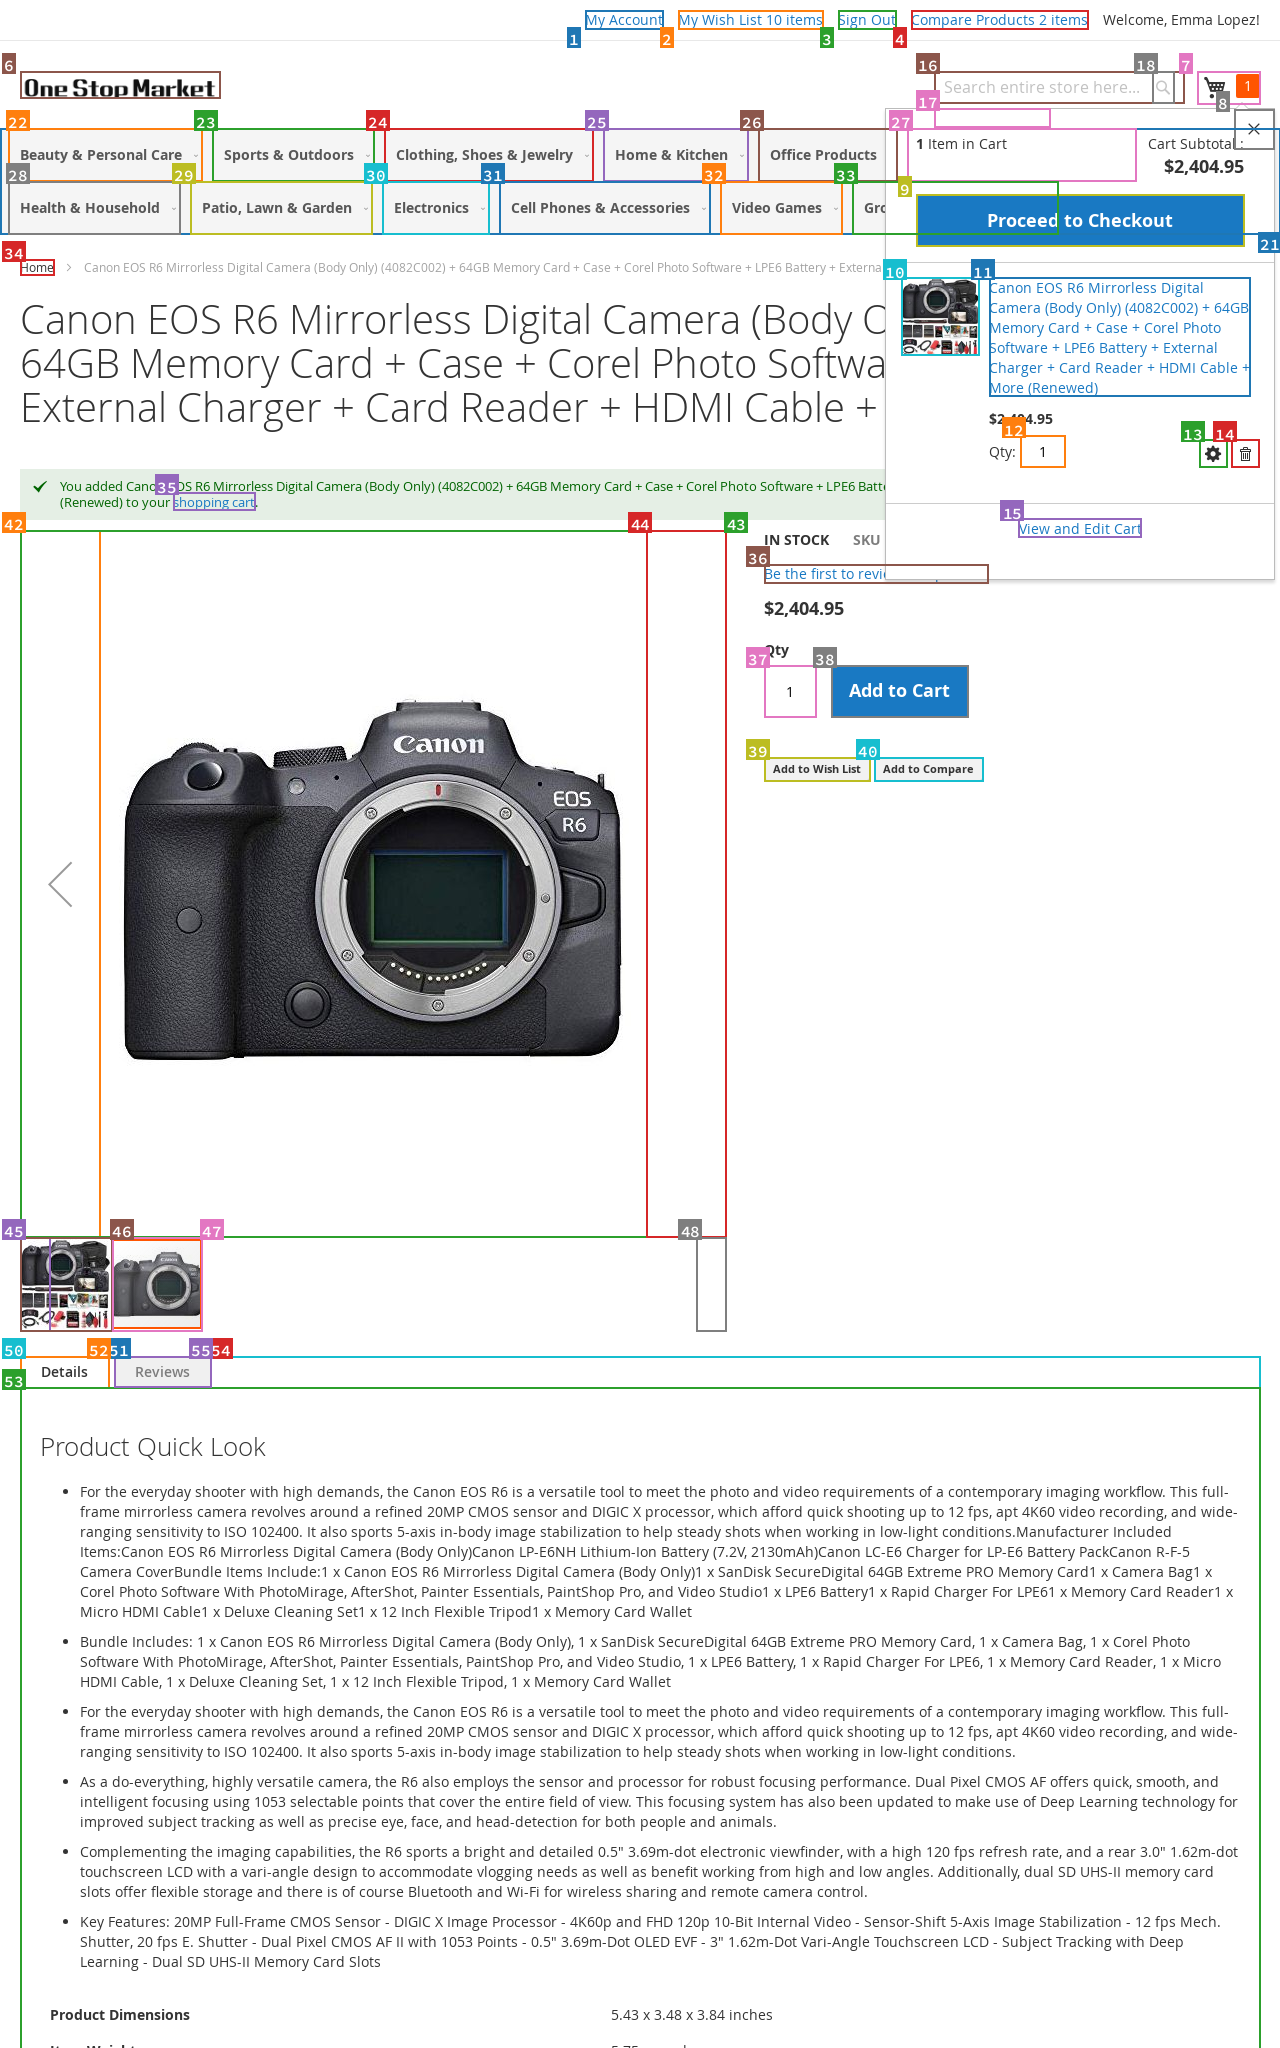 My Account My Wish List 10 items Sign Out Compare Products 2 items Welcome, Emma Lopez!
1 2 3 4
6 16 18 7
One Stop Market Search entire store here... 1
17 8
22 23 24 25 26 27
Beauty & Personal Care Sports & Outdoors Clothing, Shoes & Jewelry Home & Kitchen Office Products
1 Item in Cart Cart Subtotal :
$2,404.95
28 29 30 31 32 33 9
Health & Household Patio, Lawn & Garden Electronics Cell Phones & Accessories Video Games Gro
Proceed to Checkout
21
34 10 11
Home Canon EOS R6 Mirrorless Digital Camera (Body Only) (4082C002) + 64GB Memory Card + Case + Corel Photo Software + LPE6 Battery + Externa
Canon EOS R6 Mirrorless Digital Camera (Body O
64GB Memory Card + Case + Corel Photo Softwa
External Charger + Card Reader + HDMI Cable +
Canon EOS R6 Mirrorless Digital
Camera (Body Only) (4082C002) + 64GB
Memory Card + Case + Corel Photo
Software + LPE6 Battery + External
Charger + Card Reader + HDMI Cable +
More (Renewed)
$2,404.95
12 13 14
Qty: 1
35
You added Canon EOS R6 Mirrorless Digital Camera (Body Only) (4082C002) + 64GB Memory Card + Case + Corel Photo Software + LPE6 Batte
(Renewed) to your shopping cart.
15
View and Edit Cart
42 44 43
IN STOCK SKU
36
Be the first to revi
$2,404.95
Qty
37 38
1 Add to Cart
39 40
Add to Wish List Add to Compare
Canon
EOS
R6
45 46 47 48
50 52 51 55 54
Details Reviews
53
Product Quick Look
For the everyday shooter with high demands, the Canon EOS R6 is a versatile tool to meet the photo and video requirements of a contemporary imaging workflow. This full-
frame mirrorless camera revolves around a refined 20MP CMOS sensor and DIGIC X processor, which afford quick shooting up to 12 fps, apt 4K60 video recording, and wide-
ranging sensitivity to ISO 102400. It also sports 5-axis in-body image stabilization to help steady shots when working in low-light conditions.Manufacturer Included
Items:Canon EOS R6 Mirrorless Digital Camera (Body Only)Canon LP-E6NH Lithium-Ion Battery (7.2V, 2130mAh)Canon LC-E6 Charger for LP-E6 Battery PackCanon R-F-5
Camera CoverBundle Items Include:1 x Canon EOS R6 Mirrorless Digital Camera (Body Only)1 x SanDisk SecureDigital 64GB Extreme PRO Memory Card1 x Camera Bag1 x
Corel Photo Software With PhotoMirage, AfterShot, Painter Essentials, PaintShop Pro, and Video Studio1 x LPE6 Battery1 x Rapid Charger For LPE61 x Memory Card Reader1 x
Micro HDMI Cable1 x Deluxe Cleaning Set1 x 12 Inch Flexible Tripod1 x Memory Card Wallet
Bundle Includes: 1 x Canon EOS R6 Mirrorless Digital Camera (Body Only), 1 x SanDisk SecureDigital 64GB Extreme PRO Memory Card, 1 x Camera Bag, 1 x Corel Photo
Software With PhotoMirage, AfterShot, Painter Essentials, PaintShop Pro, and Video Studio, 1 x LPE6 Battery, 1 x Rapid Charger For LPE6, 1 x Memory Card Reader, 1 x Micro
HDMI Cable, 1 x Deluxe Cleaning Set, 1 x 12 Inch Flexible Tripod, 1 x Memory Card Wallet
For the everyday shooter with high demands, the Canon EOS R6 is a versatile tool to meet the photo and video requirements of a contemporary imaging workflow. This full-
frame mirrorless camera revolves around a refined 20MP CMOS sensor and DIGIC X processor, which afford quick shooting up to 12 fps, apt 4K60 video recording, and wide-
ranging sensitivity to ISO 102400. It also sports 5-axis in-body image stabilization to help steady shots when working in low-light conditions.
As a do-everything, highly versatile camera, the R6 also employs the sensor and processor for robust focusing performance. Dual Pixel CMOS AF offers quick, smooth, and
intelligent focusing using 1053 selectable points that cover the entire field of view. This focusing system has also been updated to make use of Deep Learning technology for
improved subject tracking as well as precise eye, face, and head-detection for both people and animals.
Complementing the imaging capabilities, the R6 sports a bright and detailed 0.5" 3.69m-dot electronic viewfinder, with a high 120 fps refresh rate, and a rear 3.0" 1.62m-dot
touchscreen LCD with a vari-angle design to accommodate vlogging needs as well as benefit working from high and low angles. Additionally, dual SD UHS-II memory card
slots offer flexible storage and there is of course Bluetooth and Wi-Fi for wireless sharing and remote camera control.
Key Features: 20MP Full-Frame CMOS Sensor - DIGIC X Image Processor - 4K60p and FHD 120p 10-Bit Internal Video - Sensor-Shift 5-Axis Image Stabilization - 12 fps Mech.
Shutter, 20 fps E. Shutter - Dual Pixel CMOS AF II with 1053 Points - 0.5" 3.69m-Dot OLED EVF - 3" 1.62m-Dot Vari-Angle Touchscreen LCD - Subject Tracking with Deep
Learning - Dual SD UHS-II Memory Card Slots
Product Dimensions 5.43 x 3.48 x 3.84 inches